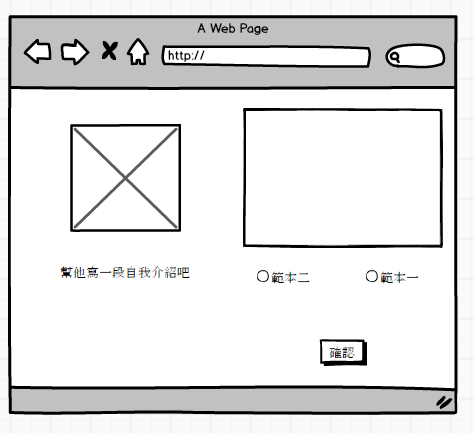 A Web Page
http://
幫他寫一段自我介紹吧
範本二
範本一
確認